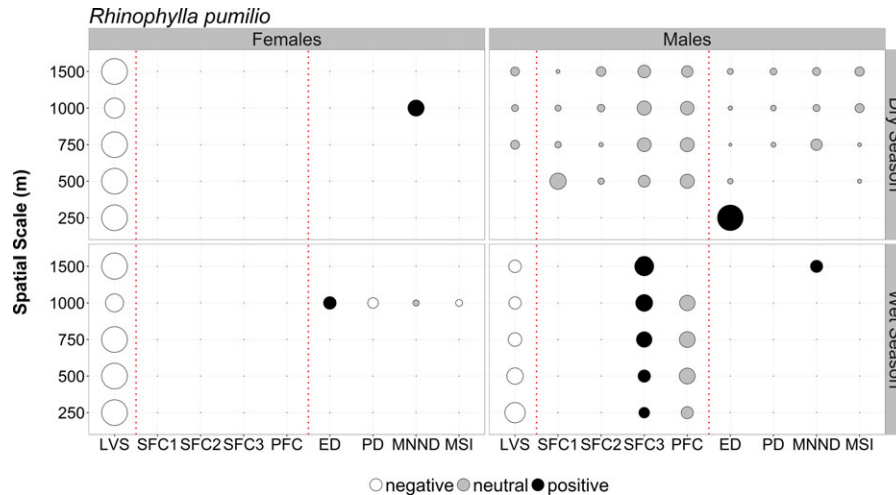 Rhinophylla pumilio
Females Males
1500
1000
750
500
250
Dry Season
1500
1000
750
500
250
Wet Season
Spatial Scale (m)
LVS SFC1 SFC2 SFC3 PFC ED PD MNND MSI LVS SFC1 SFC2 SFC3 PFC ED PD MNND MSI
negative neutral positive